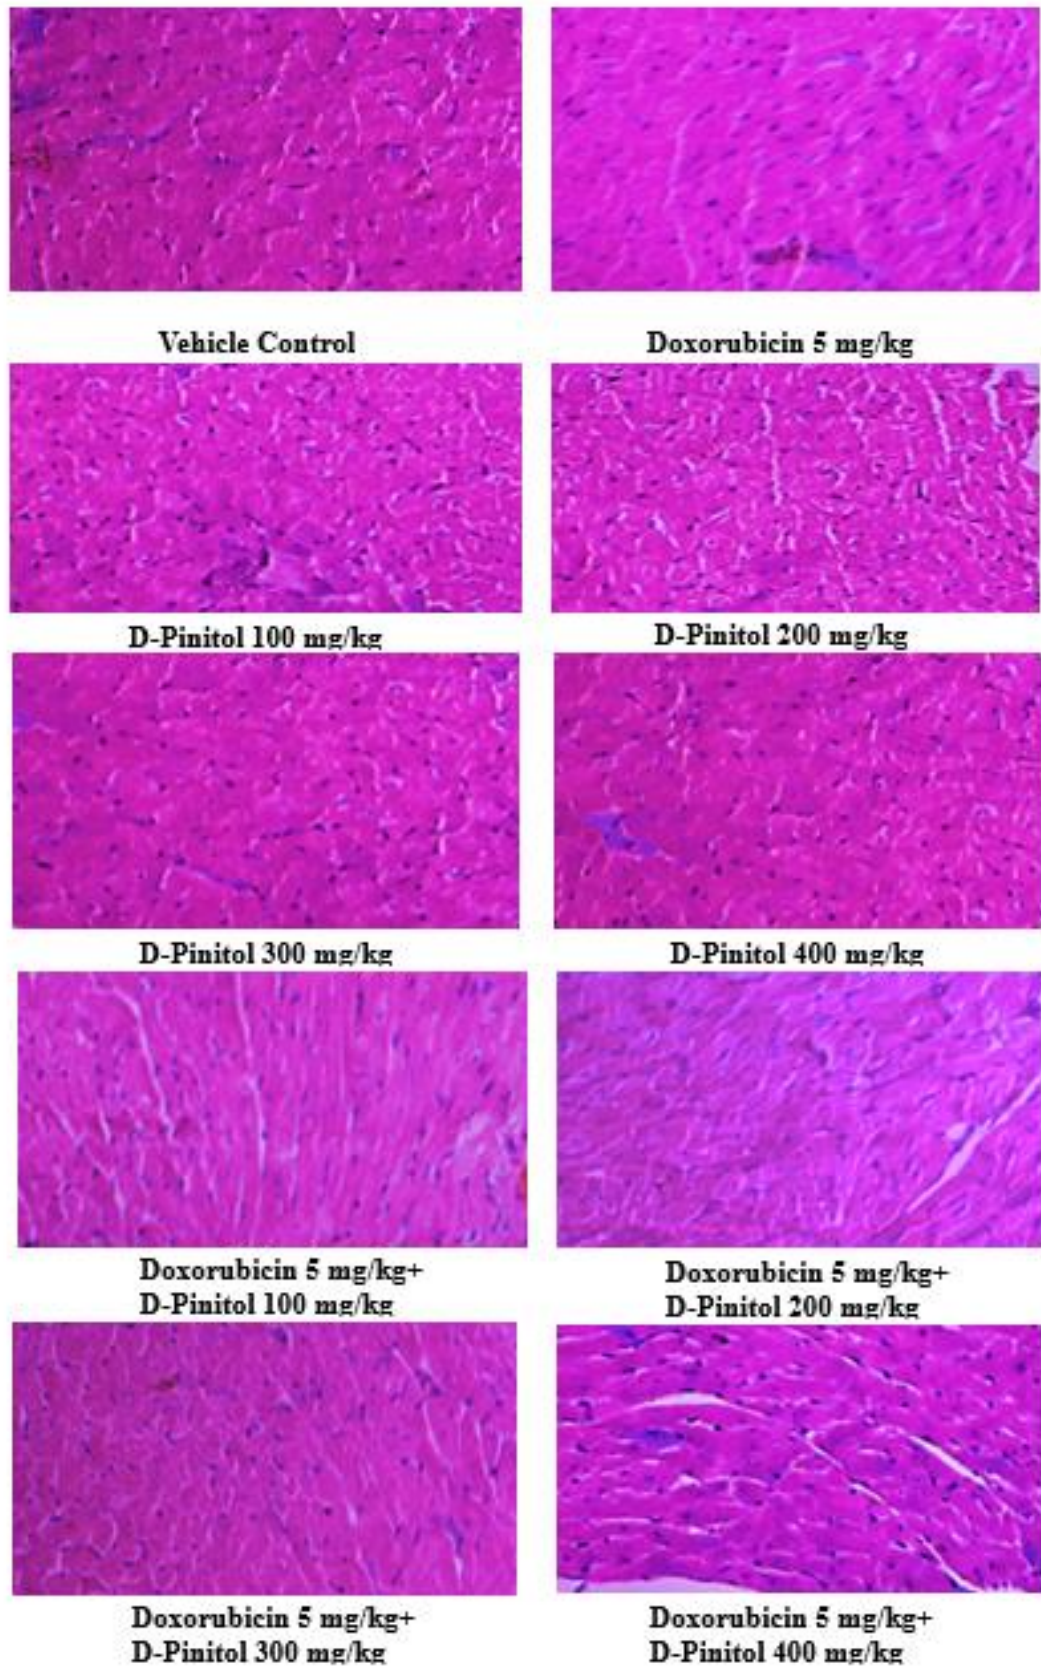 Vehicle Control
Doxorubicin 5 mg/kg
D-Pinitol 100 mg/kg
D-Pinitol 200 mg/kg
D-Pinitol 300 mg/kg
D-Pinitol 400 mg/kg
Doxorubicin 5 mg/kg+
D-Pinitol 100 mg/kg
Doxorubicin 5 mg/kg+
D-Pinitol 200 mg/kg
Doxorubicin 5 mg/kg+
D-Pinitol 300 mg/kg
Doxorubicin 5 mg/kg+
D-Pinitol 400 mg/kg